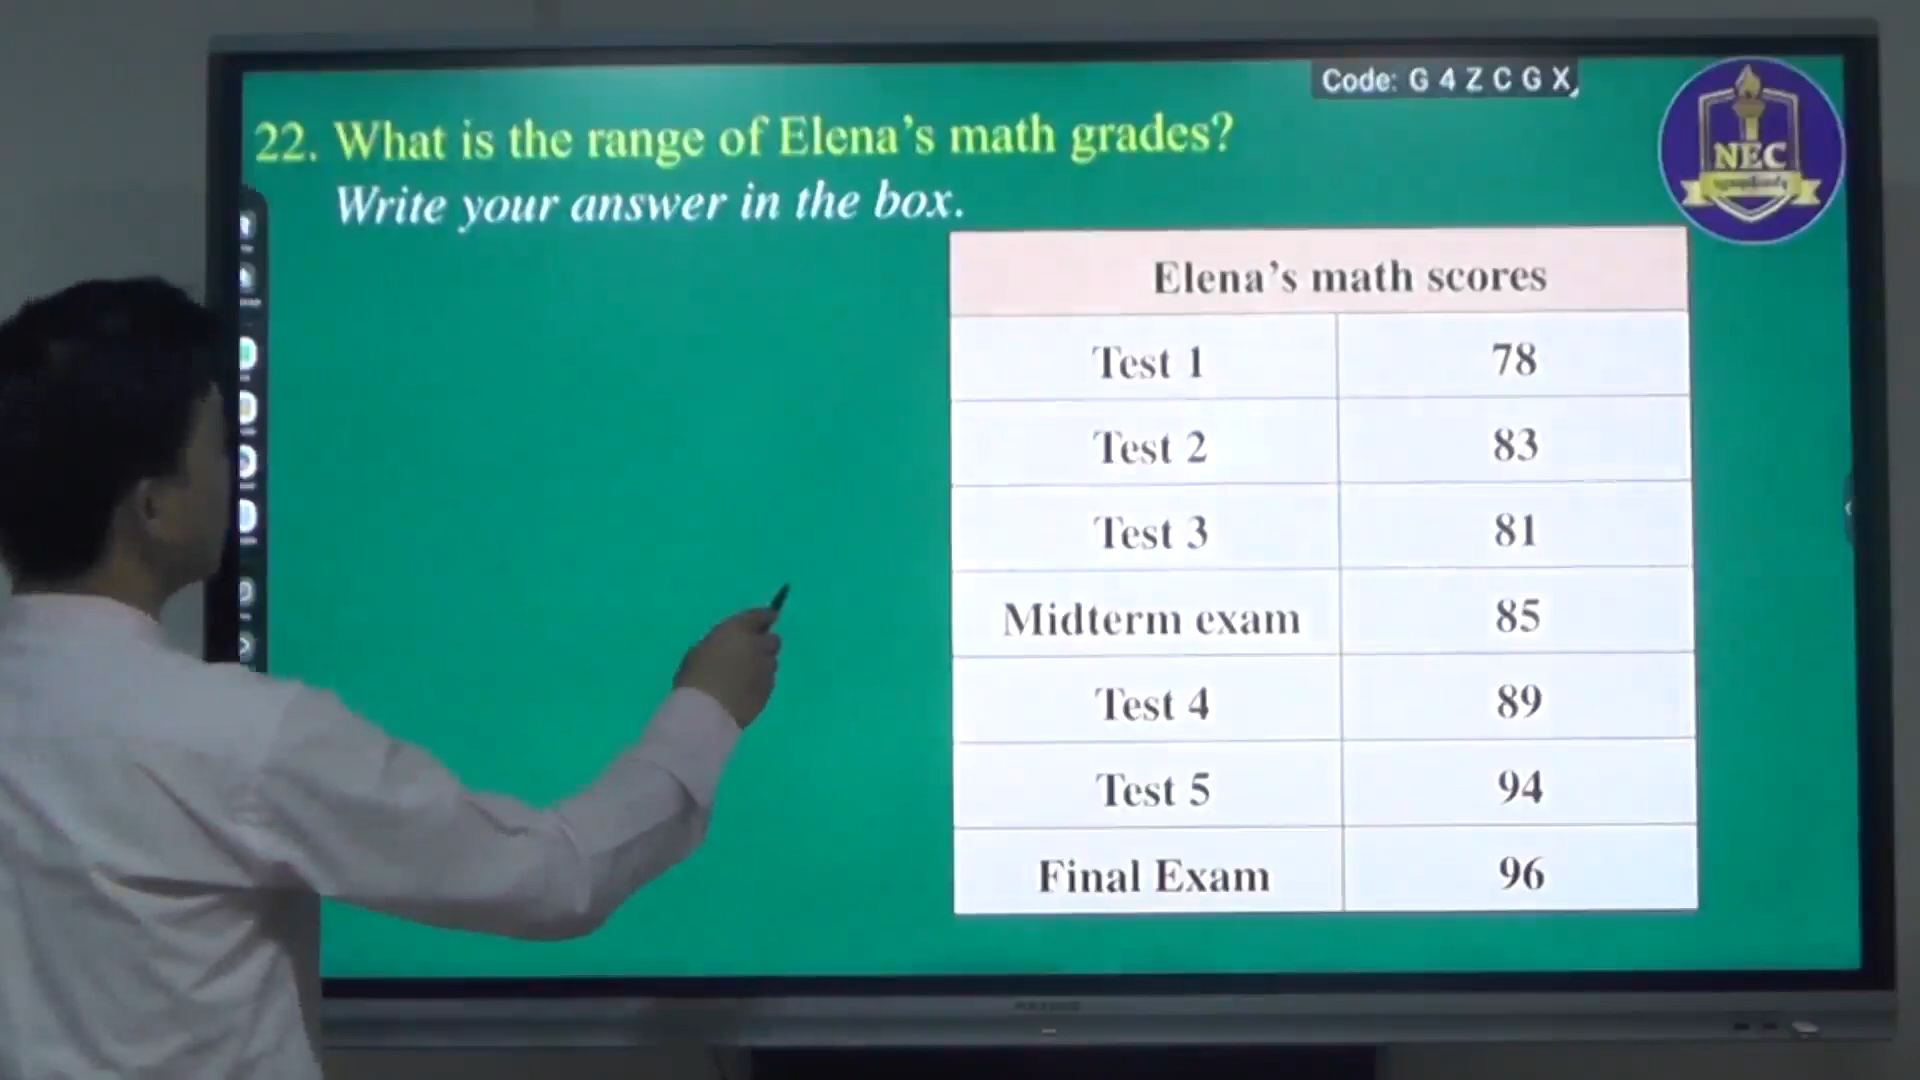 Code: G 4 Z C G X
22. What is the range of Elena's math grades?
Write your answer in the box.
NEC
Elena's math scores
Test 1 78
Test 2 83
Test 3 81
Midterm exam 85
Test 4 89
Test 5 94
Final Exam 96